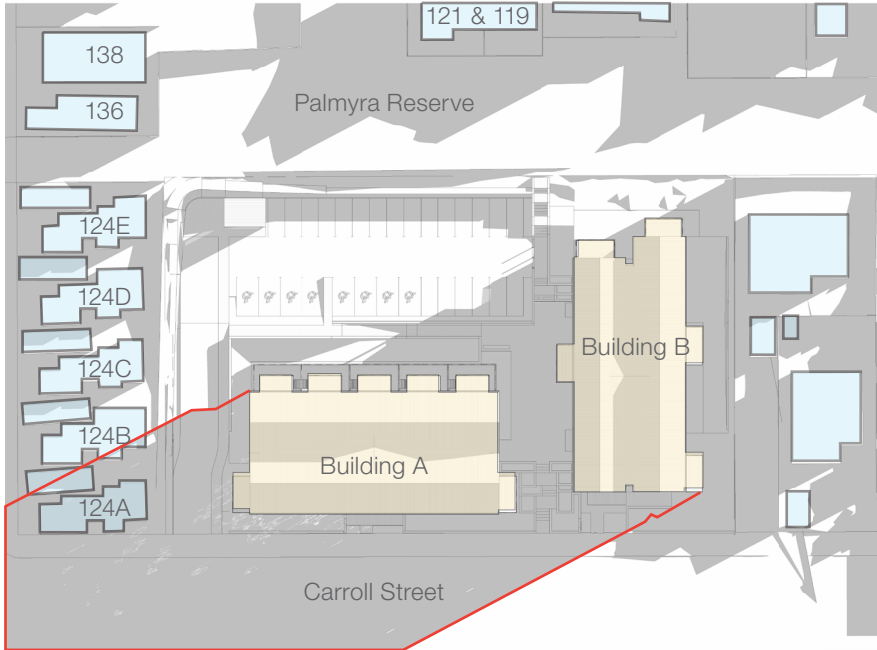 121 & 119
138
136
Palmyra Reserve
124E
124D
124C
124B
124A
Building B
Building A
Carroll Street